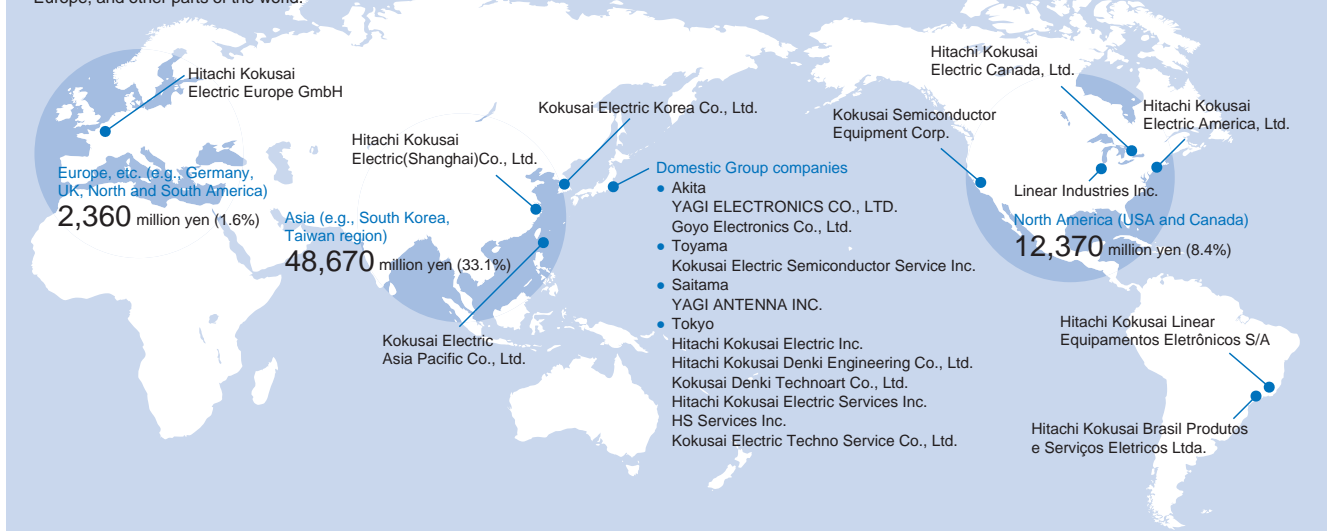 Europe, and other parts of the world.
Hitachi Kokusai
Electric Europe GmbH
Europe, etc. (e.g., Germany,
UK, North and South America)
2,360 million yen (1.6%)
Hitachi Kokusai
Electric(Shanghai)Co., Ltd.
Kokusai Electric Korea Co., Ltd.
Asia (e.g., South Korea,
Taiwan region)
48,670 million yen (33.1%)
Kokusai Electric
Asia Pacific Co., Ltd.
Domestic Group companies
• Akita
YAGI ELECTRONICS CO., LTD.
Goyo Electronics Co., Ltd.
• Toyama
Kokusai Electric Semiconductor Service Inc.
• Saitama
YAGI ANTENNA INC.
• Tokyo
Hitachi Kokusai Electric Inc.
Hitachi Kokusai Denki Engineering Co., Ltd.
Kokusai Denki Technoart Co., Ltd.
Hitachi Kokusai Electric Services Inc.
HS Services Inc.
Kokusai Electric Techno Service Co., Ltd.
Hitachi Kokusai
Electric Canada, Ltd.
Kokusai Semiconductor
Equipment Corp.
Hitachi Kokusai
Electric America, Ltd.
Linear Industries Inc.
North America (USA and Canada)
12,370 million yen (8.4%)
Hitachi Kokusai Linear
Equipamentos Eletrônicos S/A
Hitachi Kokusai Brasil Produtos
e Serviços Eletricos Ltda.